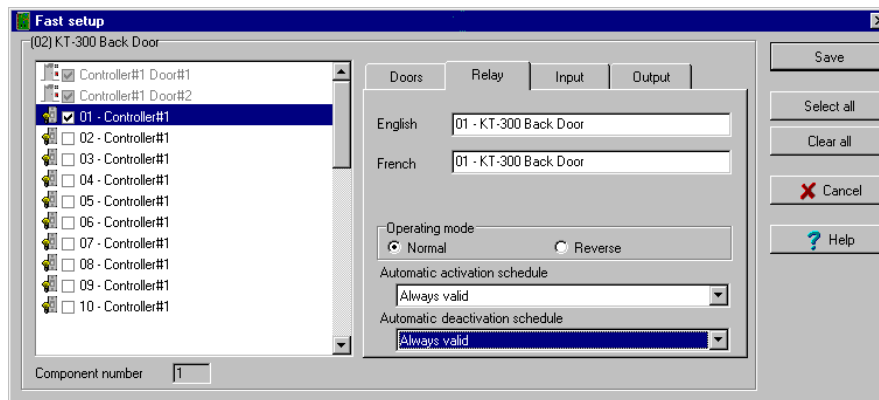 Fast setup
(02) KT-300 Back Door
Controller#1 Door#1
Controller#1 Door#2
01 - Controller#1
02 - Controller#1
03 - Controller#1
04 - Controller#1
05 - Controller#1
06 - Controller#1
07 - Controller#1
08 - Controller#1
09 - Controller#1
10 - Controller#1
Component number 1
Doors Relay Input Output
English 01 - KT-300 Back Door
French 01 - KT-300 Back Door
Operating mode
Normal Reverse
Automatic activation schedule
Always valid
Automatic deactivation schedule
Always valid
Save
Select all
Clear all
Cancel
? Help